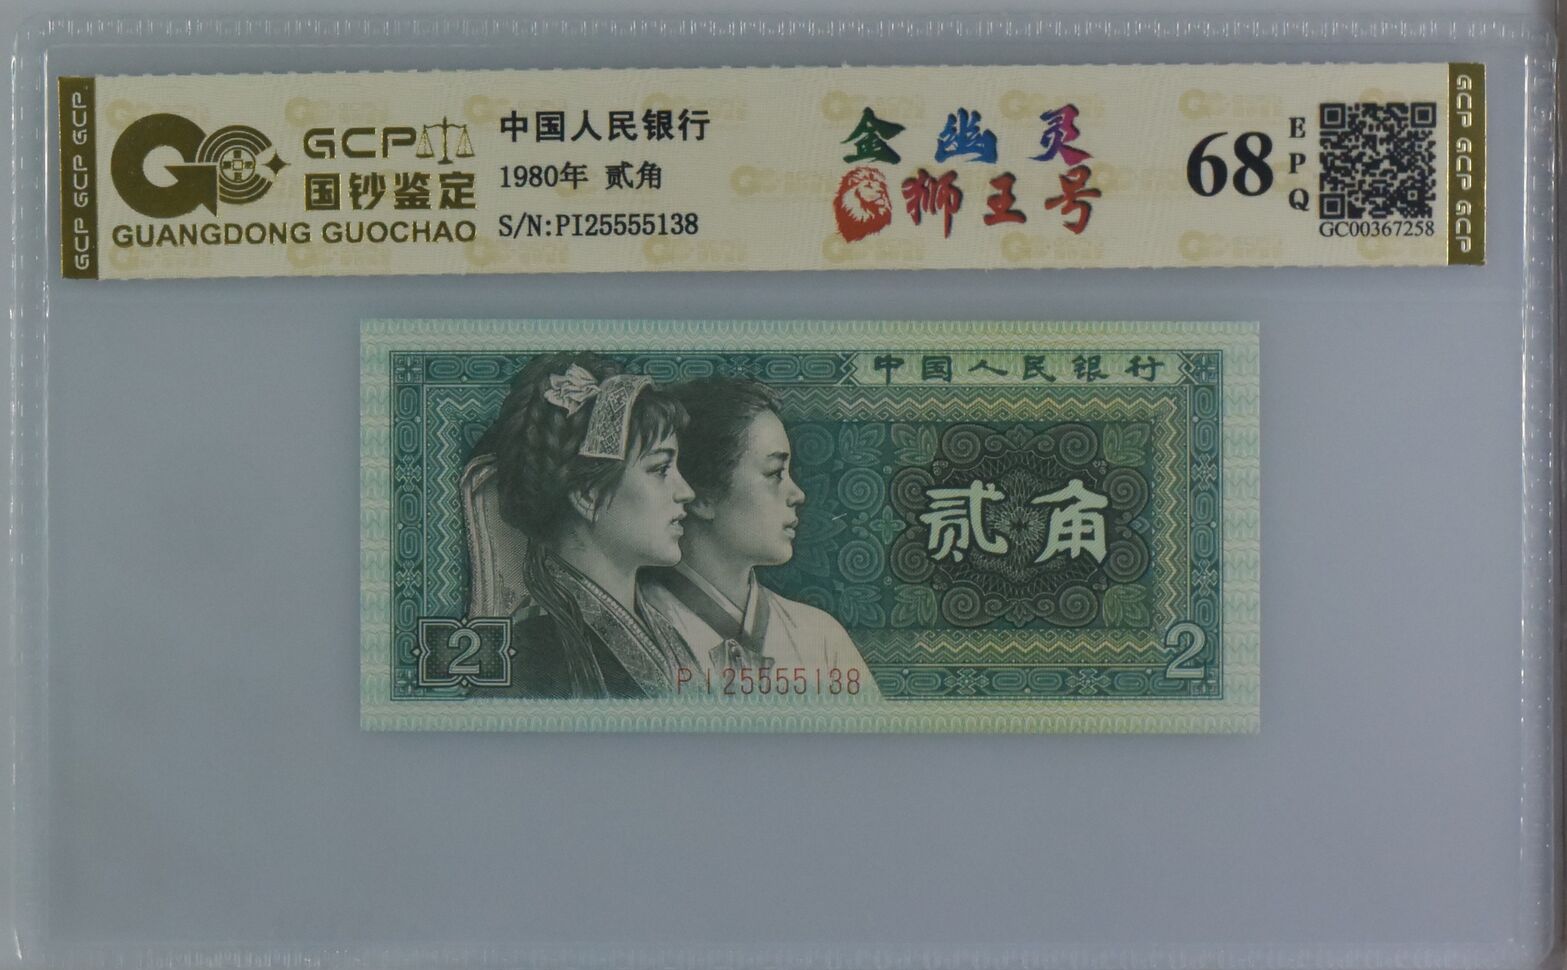 GCP GCP GCP
GCP
国钞鉴定
GUANGDONG GUOCHAO
中国人民银行
1980年 贰角
S/N:PI25555138
金幽灵
狮王号
68
EPQ
GC00367258
GCP GCP GCP
中国人民银行
贰角
2
2
PI25555138